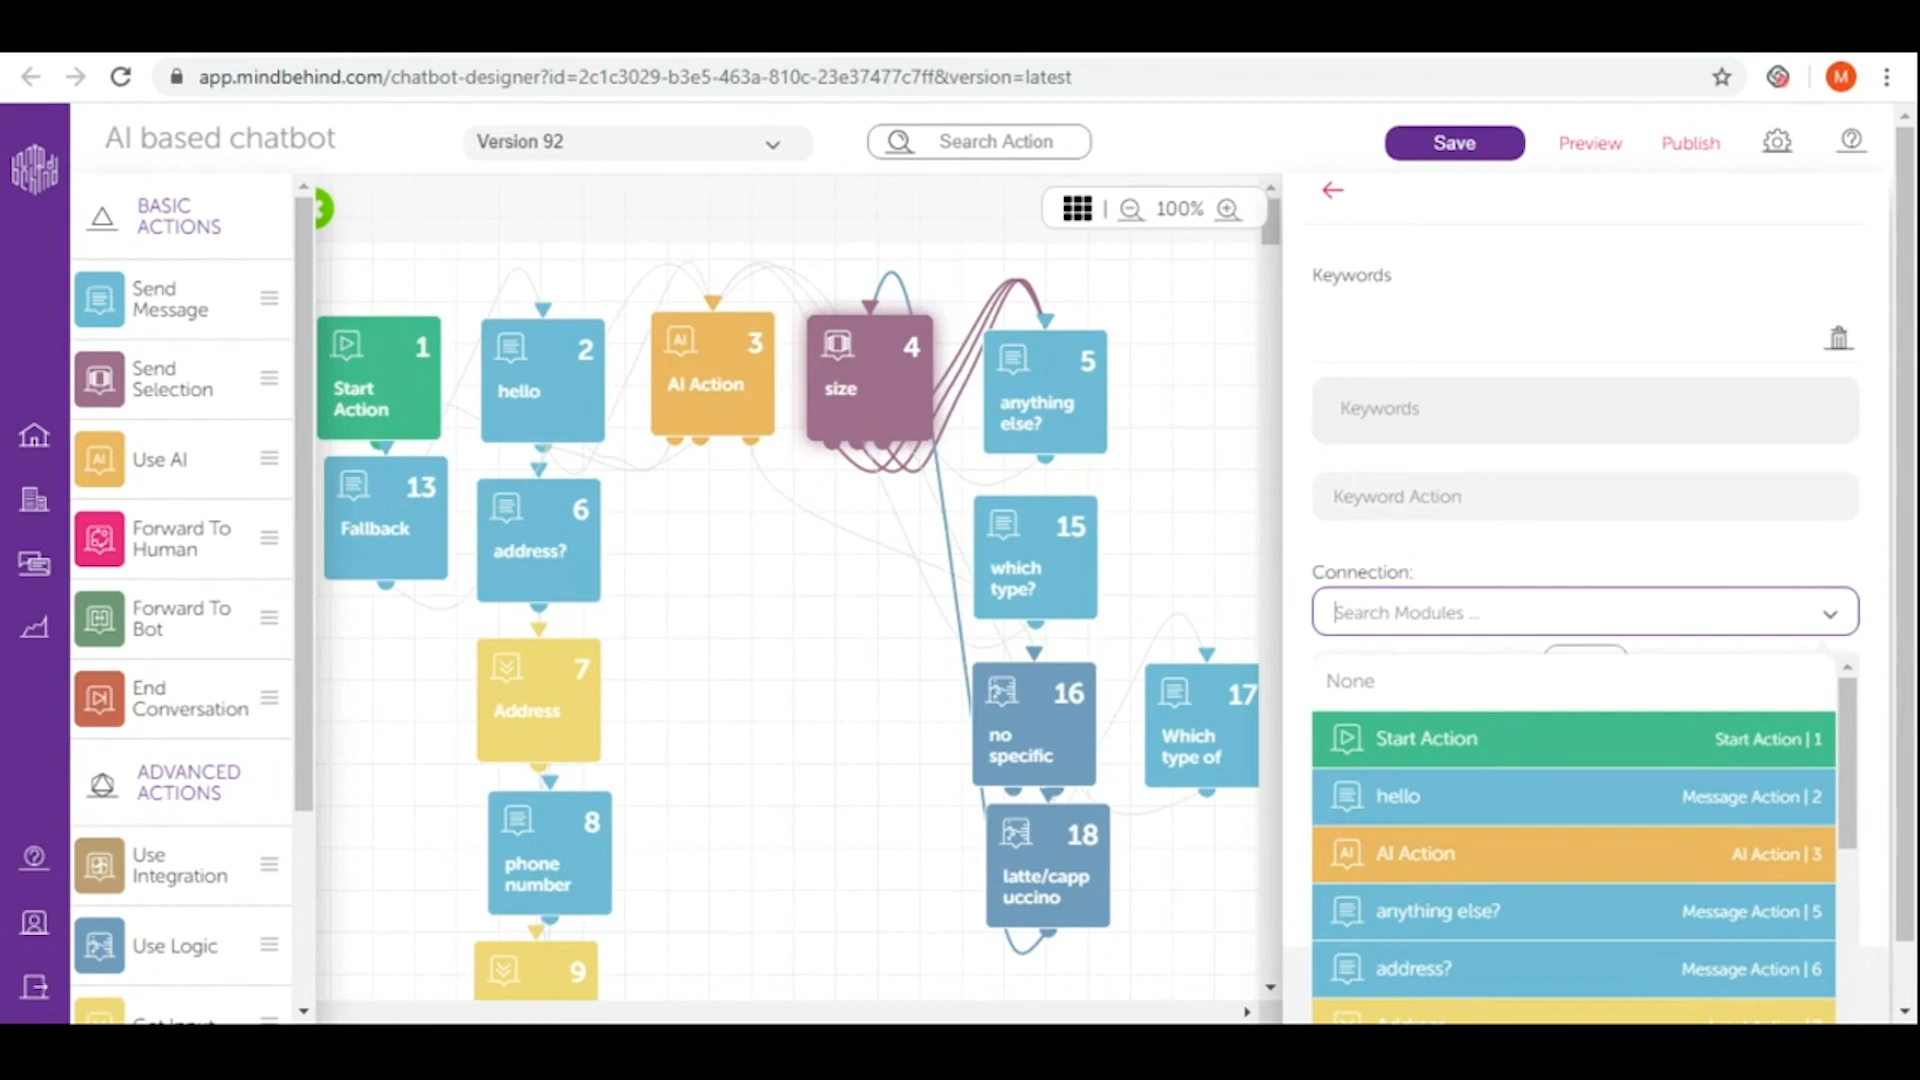 app.mindbehind.com/chatbot-designer?id=2c1c3029-b3e5-463a-810c-23e37477c7ff&version=latest
M
mind
behind
AI based chatbot
Version 92
Search Action
Save
Preview
Publish
BASIC
ACTIONS
Send
Message
Send
Selection
AI
Use AI
Forward To
Human
Forward To
Bot
End
Conversation
ADVANCED
ACTIONS
Use
Integration
Use Logic
100%
1
Start
Action
2
hello
AI
3
AI Action
4
size
5
anything
else?
13
Fallback
6
address?
15
which
type?
7
Address
16
no
specific
17
Which
type of
8
phone
number
18
latte/capp
uccino
9
Keywords
Keywords
Keyword Action
Connection:
Search Modules ...
None
Start Action
Start Action | 1
hello
Message Action | 2
AI
AI Action
AI Action | 3
anything else?
Message Action | 5
address?
Message Action | 6